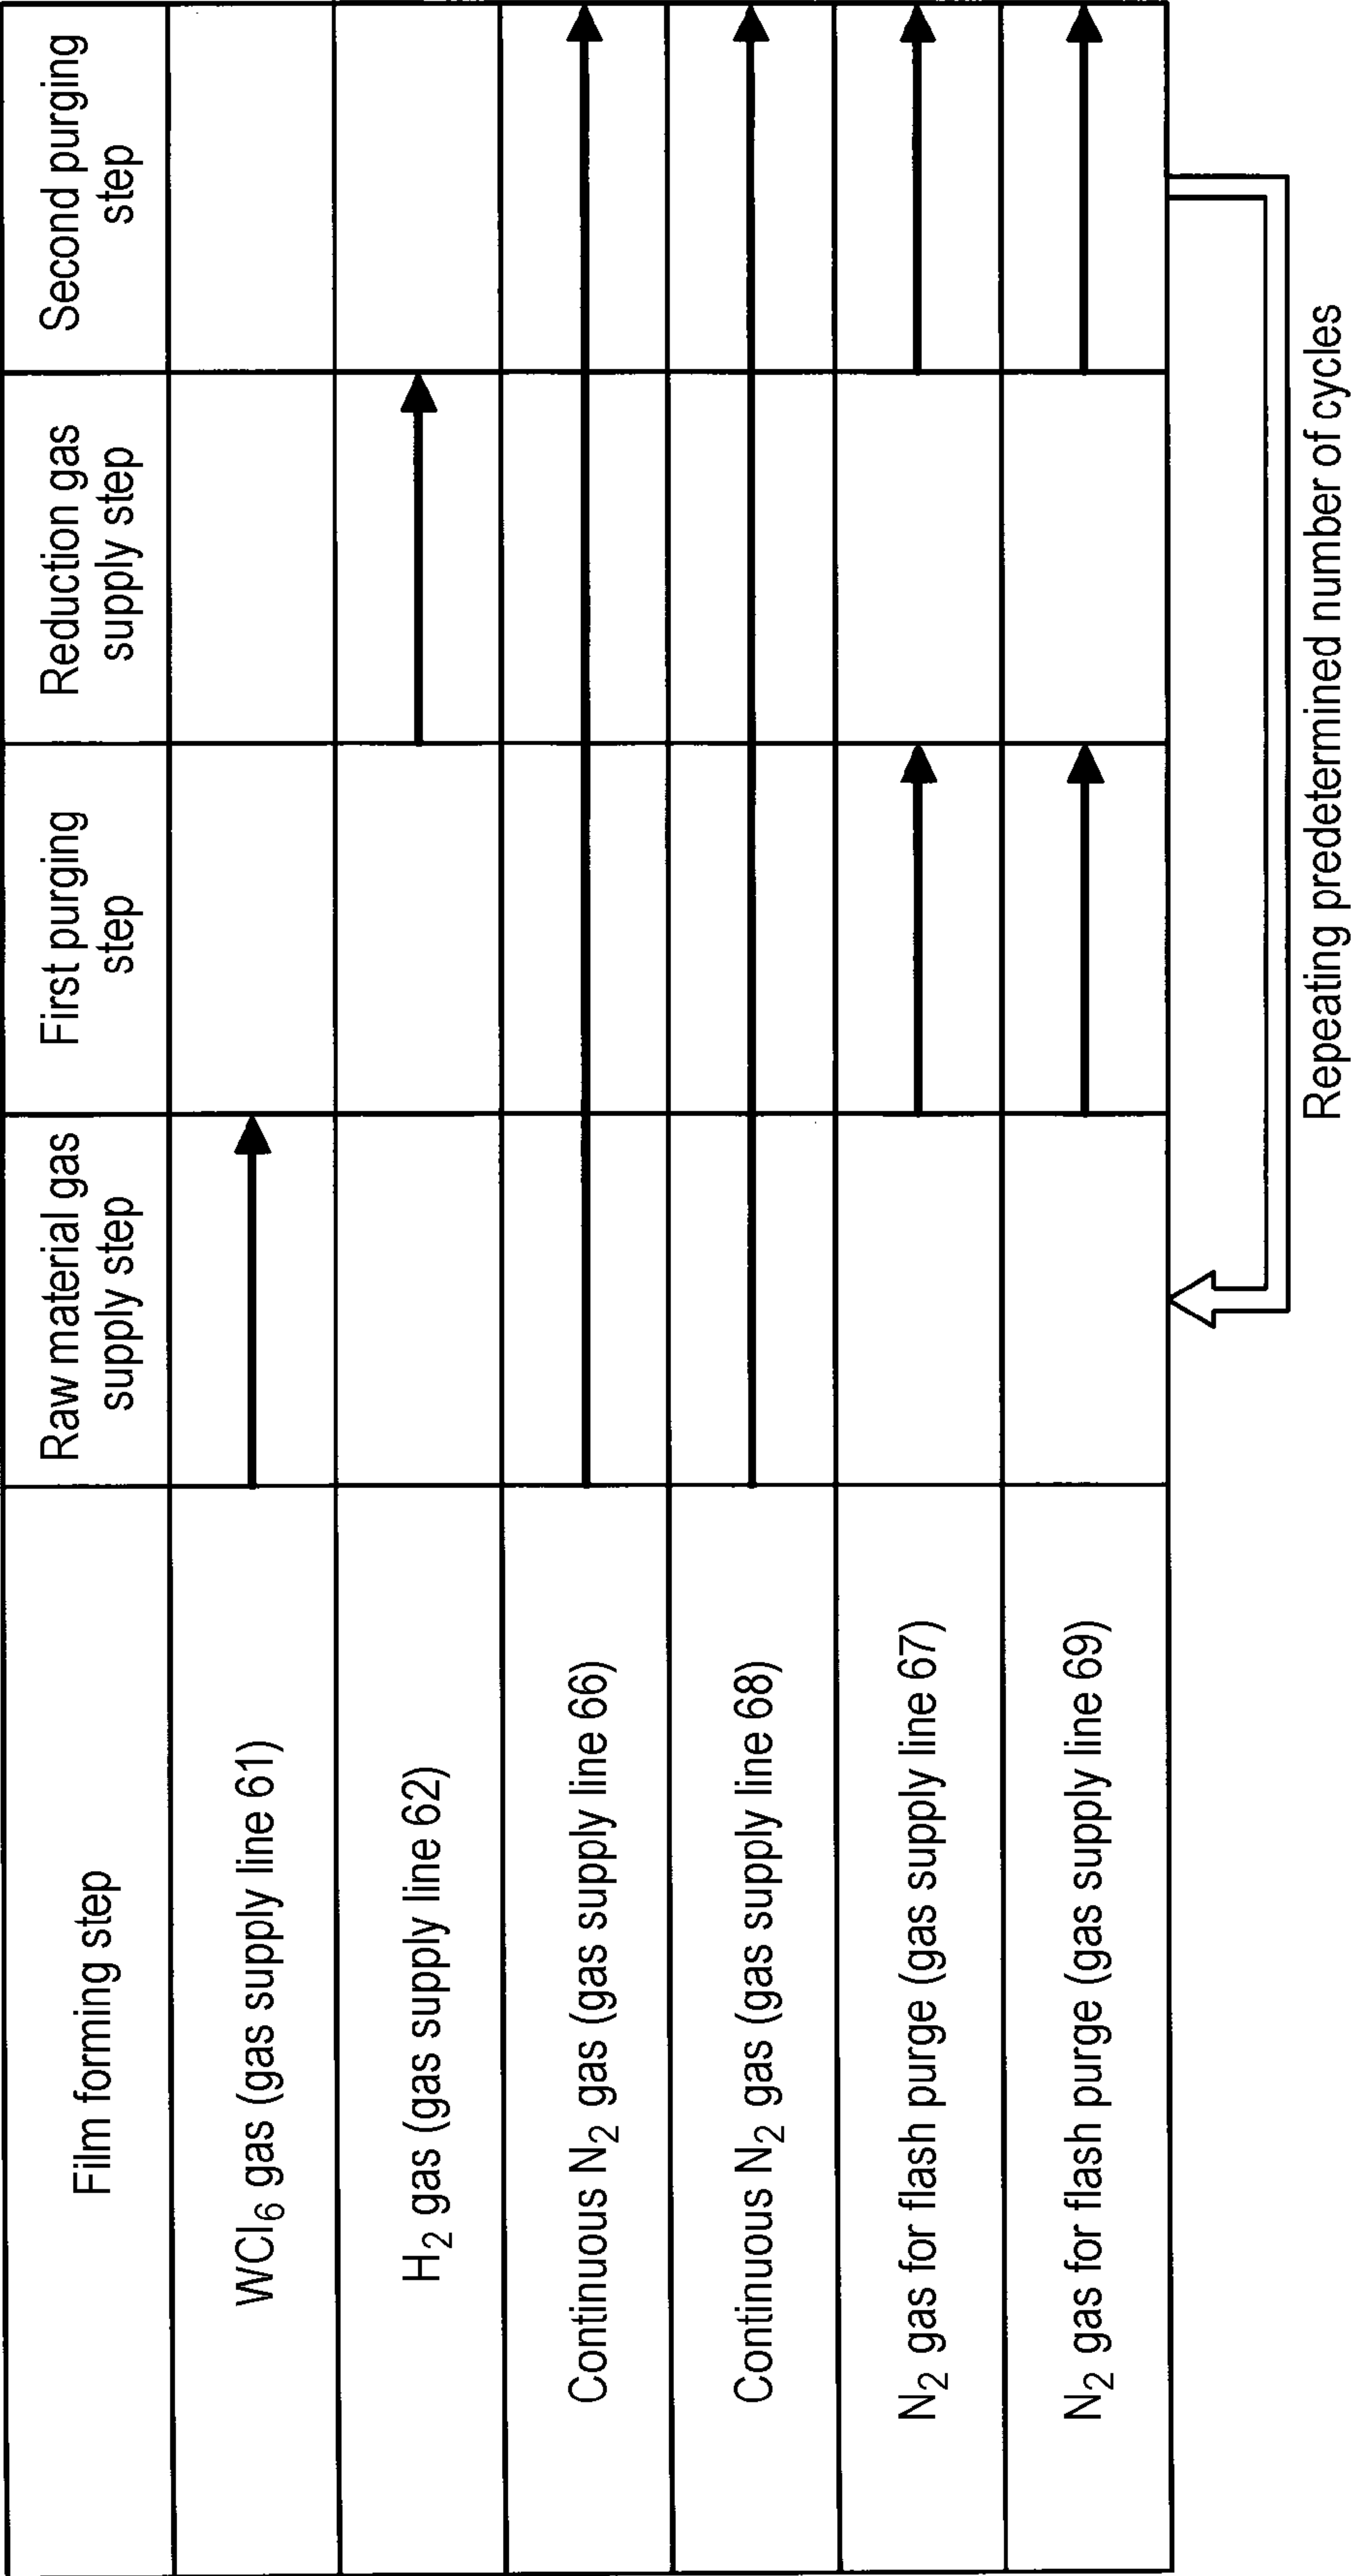 Film forming step
Raw material gas
supply step
First purging
step
Reduction gas
supply step
Second purging
step
WCl₆ gas (gas supply line 61)
H₂ gas (gas supply line 62)
Continuous N₂ gas (gas supply line 66)
Continuous N₂ gas (gas supply line 68)
N₂ gas for flash purge (gas supply line 67)
N₂ gas for flash purge (gas supply line 69)
Repeating predetermined number of cycles